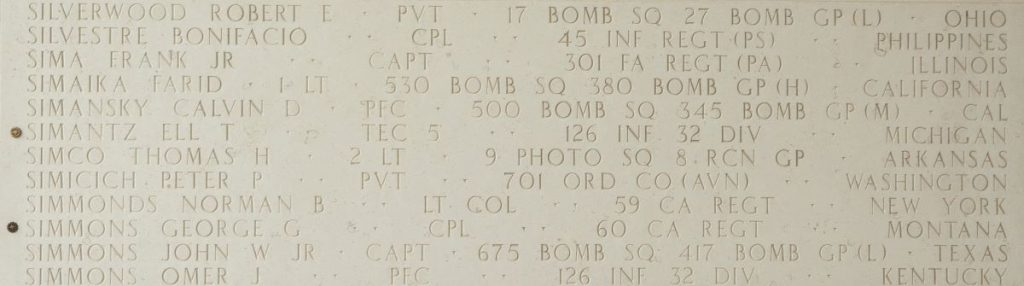 SILVERWOOD ROBERT E · PVT · 17 BOMB SQ 27 BOMB GP (L) · OHIO
SILVESTRE BONIFACIO · · CPL · · 45 INF REGT (PS) · · PHILIPPINES
SIMA FRANK JR · · CAPT · · 301 FA REGT (PA) · · ILLINOIS
SIMAIKA FARID · 1 LT · 530 BOMB SQ 380 BOMB GP (H) · CALIFORNIA
SIMANSKY CALVIN D · PFC · 500 BOMB SQ 345 BOMB GP (M) · CAL
SIMANTZ ELL T · · TEC 5 · · 126 INF 32 DIV · · MICHIGAN
SIMCO THOMAS H · 2 LT · 9 PHOTO SQ 8 RCN GP · ARKANSAS
SIMICICH PETER P · · PVT · · 701 ORD CO (AVN) · · WASHINGTON
SIMMONDS NORMAN B · · LT COL · · 59 CA REGT · · NEW YORK
SIMMONS GEORGE G · · CPL · · 60 CA REGT · · MONTANA
SIMMONS JOHN W JR · CAPT · 675 BOMB SQ 417 BOMB GP (L) · TEXAS
SIMMONS OMER J · · PFC · · 126 INF 32 DIV · · KENTUCKY